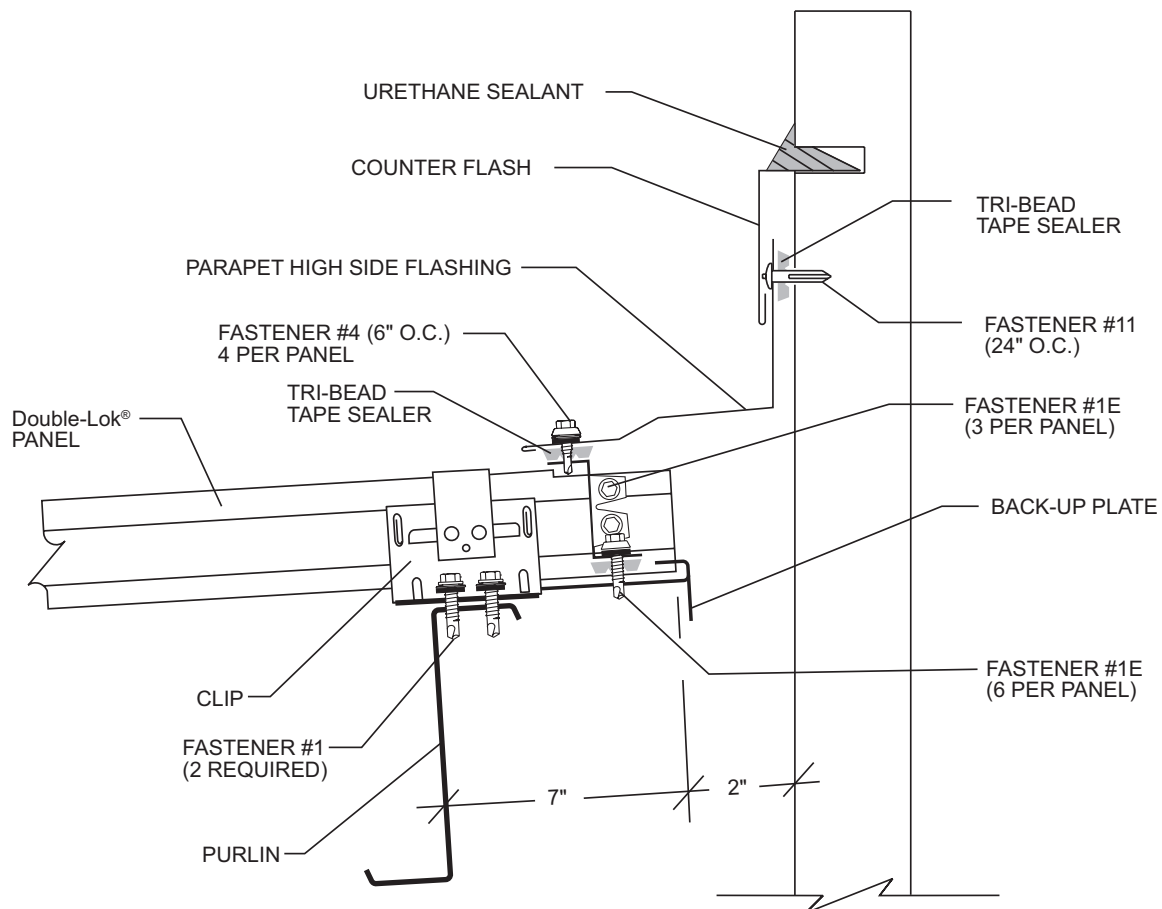 URETHANE SEALANT
COUNTER FLASH
TRI-BEAD
TAPE SEALER
PARAPET HIGH SIDE FLASHING
FASTENER #4 (6" O.C.)
4 PER PANEL
FASTENER #11
(24" O.C.)
TRI-BEAD
TAPE SEALER
Double-Lok®
PANEL
FASTENER #1E
(3 PER PANEL)
BACK-UP PLATE
CLIP
FASTENER #1E
(6 PER PANEL)
FASTENER #1
(2 REQUIRED)
7"
2"
PURLIN